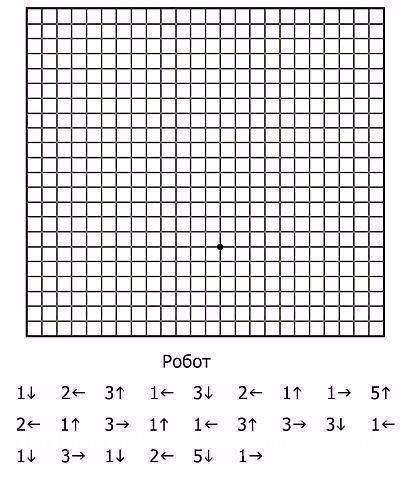 Робот
1↓ 2← 3↑ 1← 3↓ 2← 1↑ 1→ 5↑
2← 1↑ 3→ 1↑ 1← 3↑ 3→ 3↓ 1←
1↓ 3→ 1↓ 2← 5↓ 1→